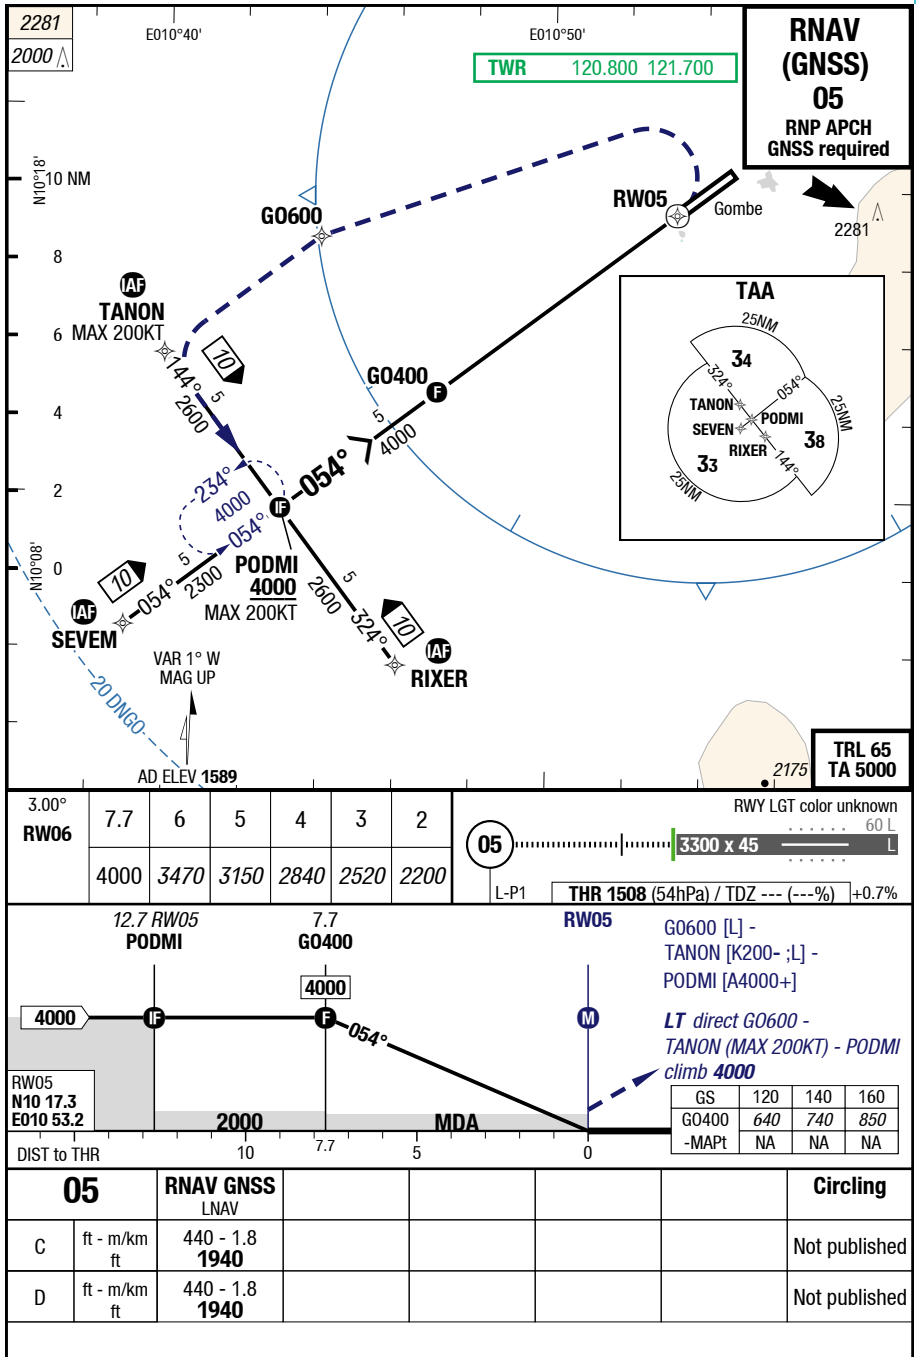 2281
2000
E010°40'
E010°50'
TWR 120.800 121.700
RNAV
(GNSS)
05
RNP APCH
GNSS required
N10°18'
10 NM
8
6
4
2
0
N10°08'
GO600
RW05
Gombe
2281
IAF
TANON
MAX 200KT
10
144°
5
2600
GO400
F
5
4000
054°
234°
4000
054°
IF
PODMI
4000
MAX 200KT
10
054°
5
2300
IAF
SEVEM
5
2600
324°
10
IAF
RIXER
TAA
25NM
34
324°
054°
25NM
TANON
PODMI
SEVEN
RIXER
38
33
144°
25NM
VAR 1° W
MAG UP
20 DNGO
AD ELEV 1589
2175
TRL 65
TA 5000
3.00°
RW06
7.7 6 5 4 3 2
4000 3470 3150 2840 2520 2200
RWY LGT color unknown
60 L
05
3300 x 45
L
L-P1
THR 1508 (54hPa) / TDZ --- (---%)
+0.7%
12.7 RW05
PODMI
7.7
GO400
RW05
4000
4000
IF
F
054°
M
G0600 [L] -
TANON [K200- ;L] -
PODMI [A4000+]
LT direct GO600 -
TANON (MAX 200KT) - PODMI
climb 4000
RW05
N10 17.3
E010 53.2
2000
MDA
GS 120 140 160
GO400 640 740 850
-MAPt NA NA NA
DIST to THR
10
7.7
5
0
05
RNAV GNSS
LNAV
Circling
C
ft - m/km
ft
440 - 1.8
1940
Not published
D
ft - m/km
ft
440 - 1.8
1940
Not published